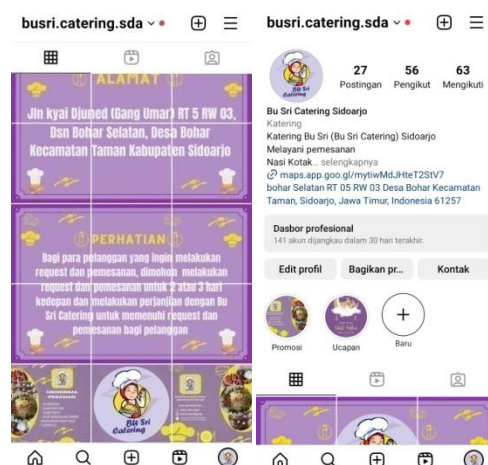 busri.catering.sda
ALAMAT
Jln kyai Djuned (Gang Umar) RT 5 RW 03,
Dsn Bohar Selatan, Desa Bohar
Kecamatan Taman Kabupaten Sidoarjo
PERHATIAN
Bagi para pelanggan yang ingin melakukan
request dan pemesanan, dimohon melakukan
request dan pemesanan untuk 2 atau 3 hari
kedepan dan melakukan perjanjian dengan Bu
Sri Catering untuk memenuhi request dan
pemesanan bagi pelanggan
MENERIMA
PESANAN
Bu Sri
Catering
busri.catering.sda
Bu Sri
Catering
27
Postingan
56
Pengikut
63
Mengikuti
Bu Sri Catering Sidoarjo
Katering
Katering Bu Sri (Bu Sri Catering) Sidoarjo
Melayani pemesanan
Nasi Kotak... selengkapnya
maps.app.goo.gl/mytiwMdJHteT2StV7
bohar Selatan RT 05 RW 03 Desa Bohar Kecamatan
Taman, Sidoarjo, Jawa Timur, Indonesia 61257
Dasbor profesional
141 akun dijangkau dalam 30 hari terakhir.
Edit profil
Bagikan pr...
Kontak
Promosi
Ucapan
Baru